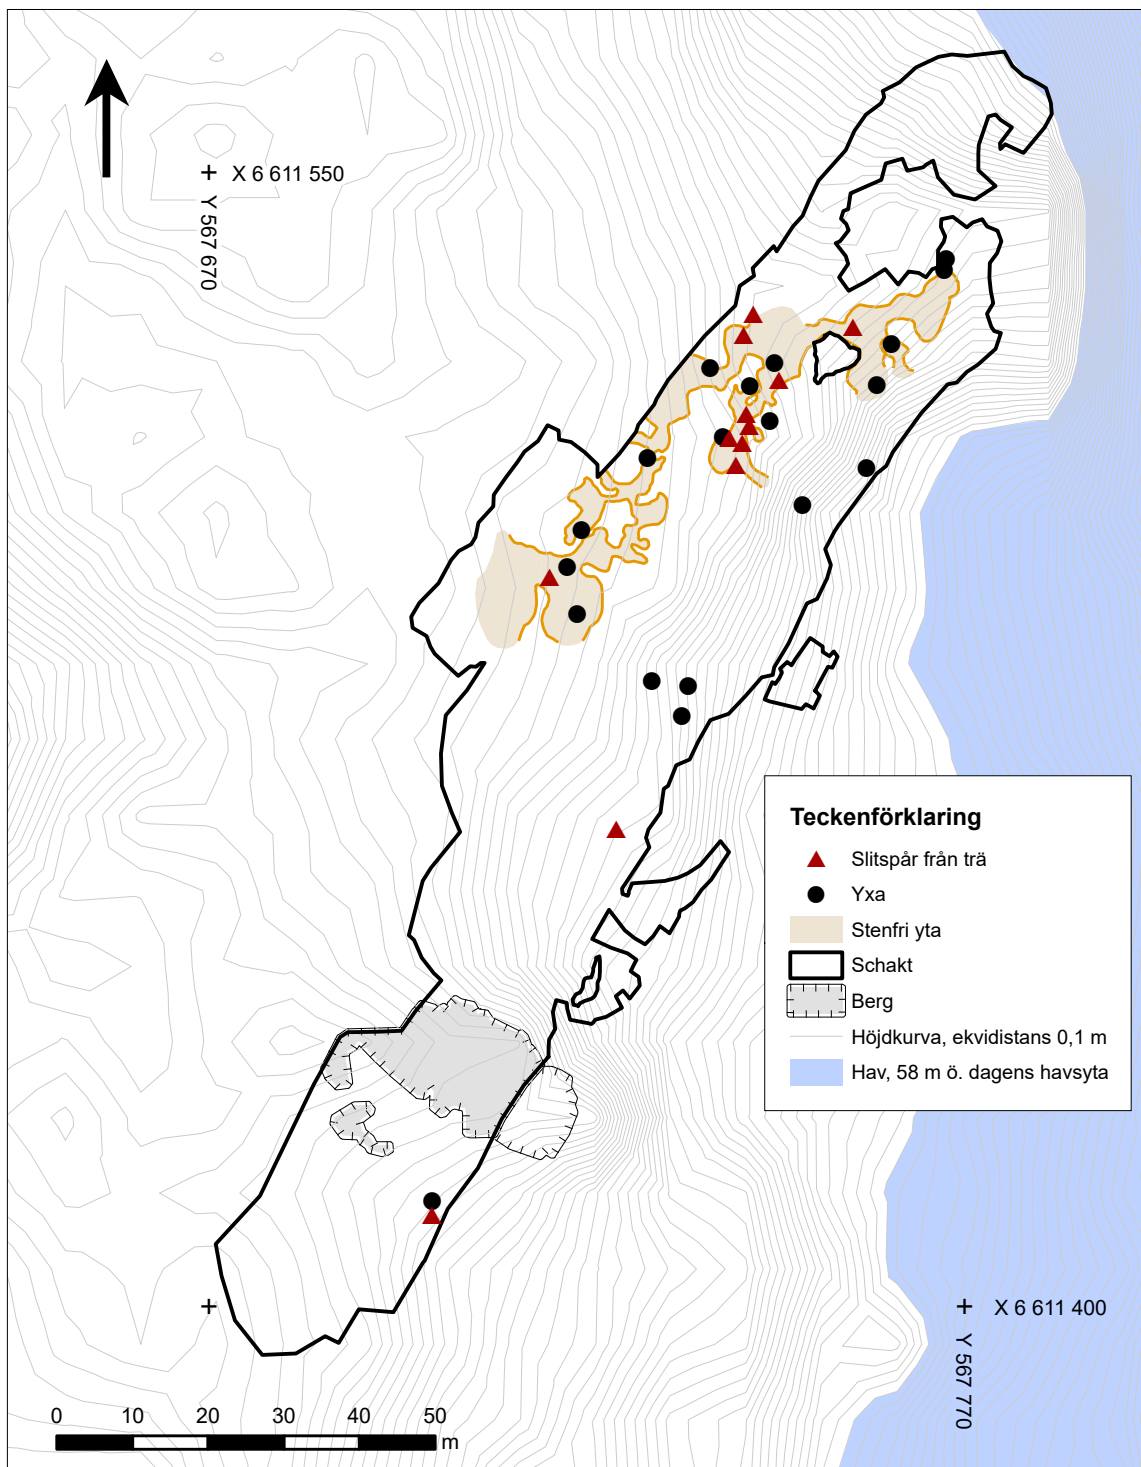 X 6 611 550
Y 567 670
Teckenförklaring
Slitspår från trä
Yxa
Stenfri yta
Schakt
Berg
Höjdkurva, ekvidistans 0,1 m
Hav, 58 m ö. dagens havsyta
X 6 611 400
Y 567 770
0 10 20 30 40 50
m